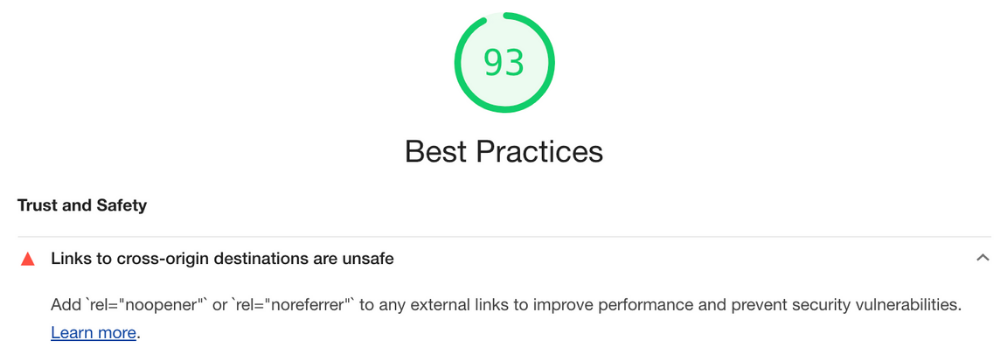 93
Best Practices
Trust and Safety
Links to cross-origin destinations are unsafe
Add `rel="noopener"` or `rel="noreferrer"` to any external links to improve performance and prevent security vulnerabilities.
Learn more.